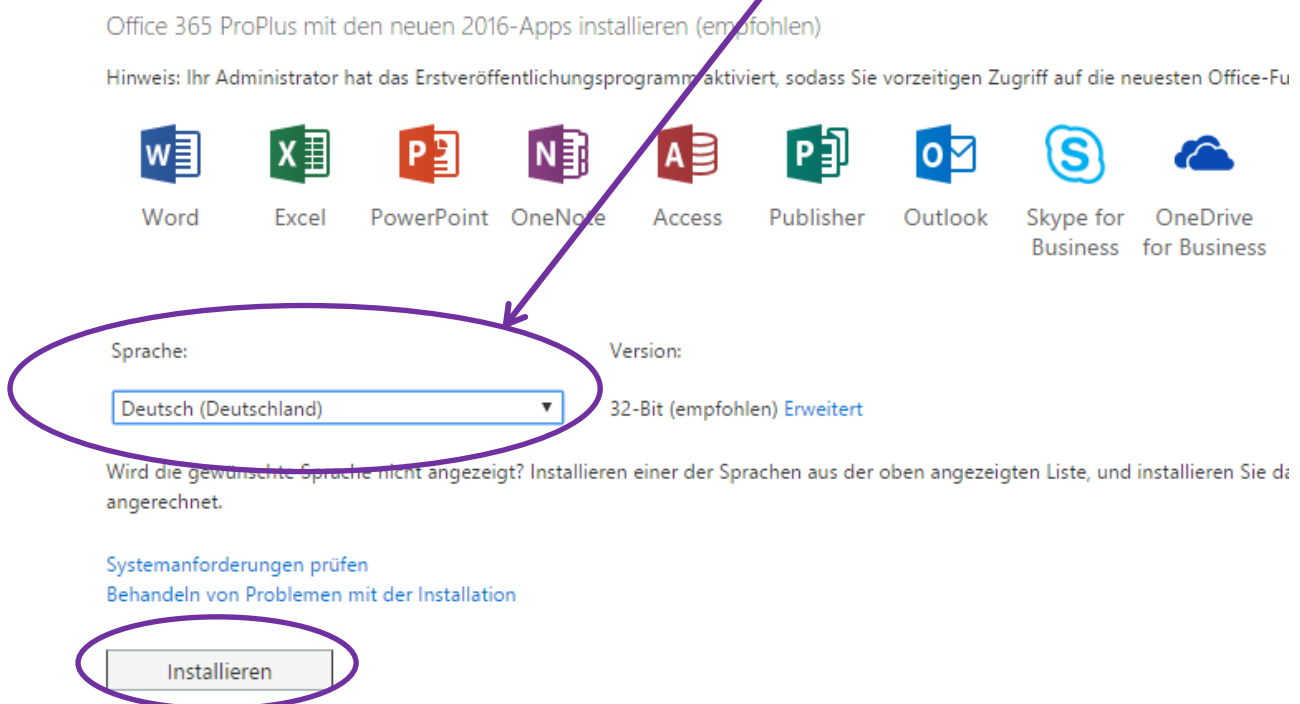 Office 365 ProPlus mit den neuen 2016-Apps installieren (empfohlen)
Hinweis: Ihr Administrator hat das Erstveröffentlichungsprogramm aktiviert, sodass Sie vorzeitigen Zugriff auf die neuesten Office-Fu
Word Excel PowerPoint OneNote Access Publisher Outlook Skype for Business OneDrive for Business
Sprache: Version:
Deutsch (Deutschland) 32-Bit (empfohlen) Erweitert
Wird die gewünschte Sprache nicht angezeigt? Installieren einer der Sprachen aus der oben angezeigten Liste, und installieren Sie da
angerechnet.
Systemanforderungen prüfen
Behandeln von Problemen mit der Installation
Installieren